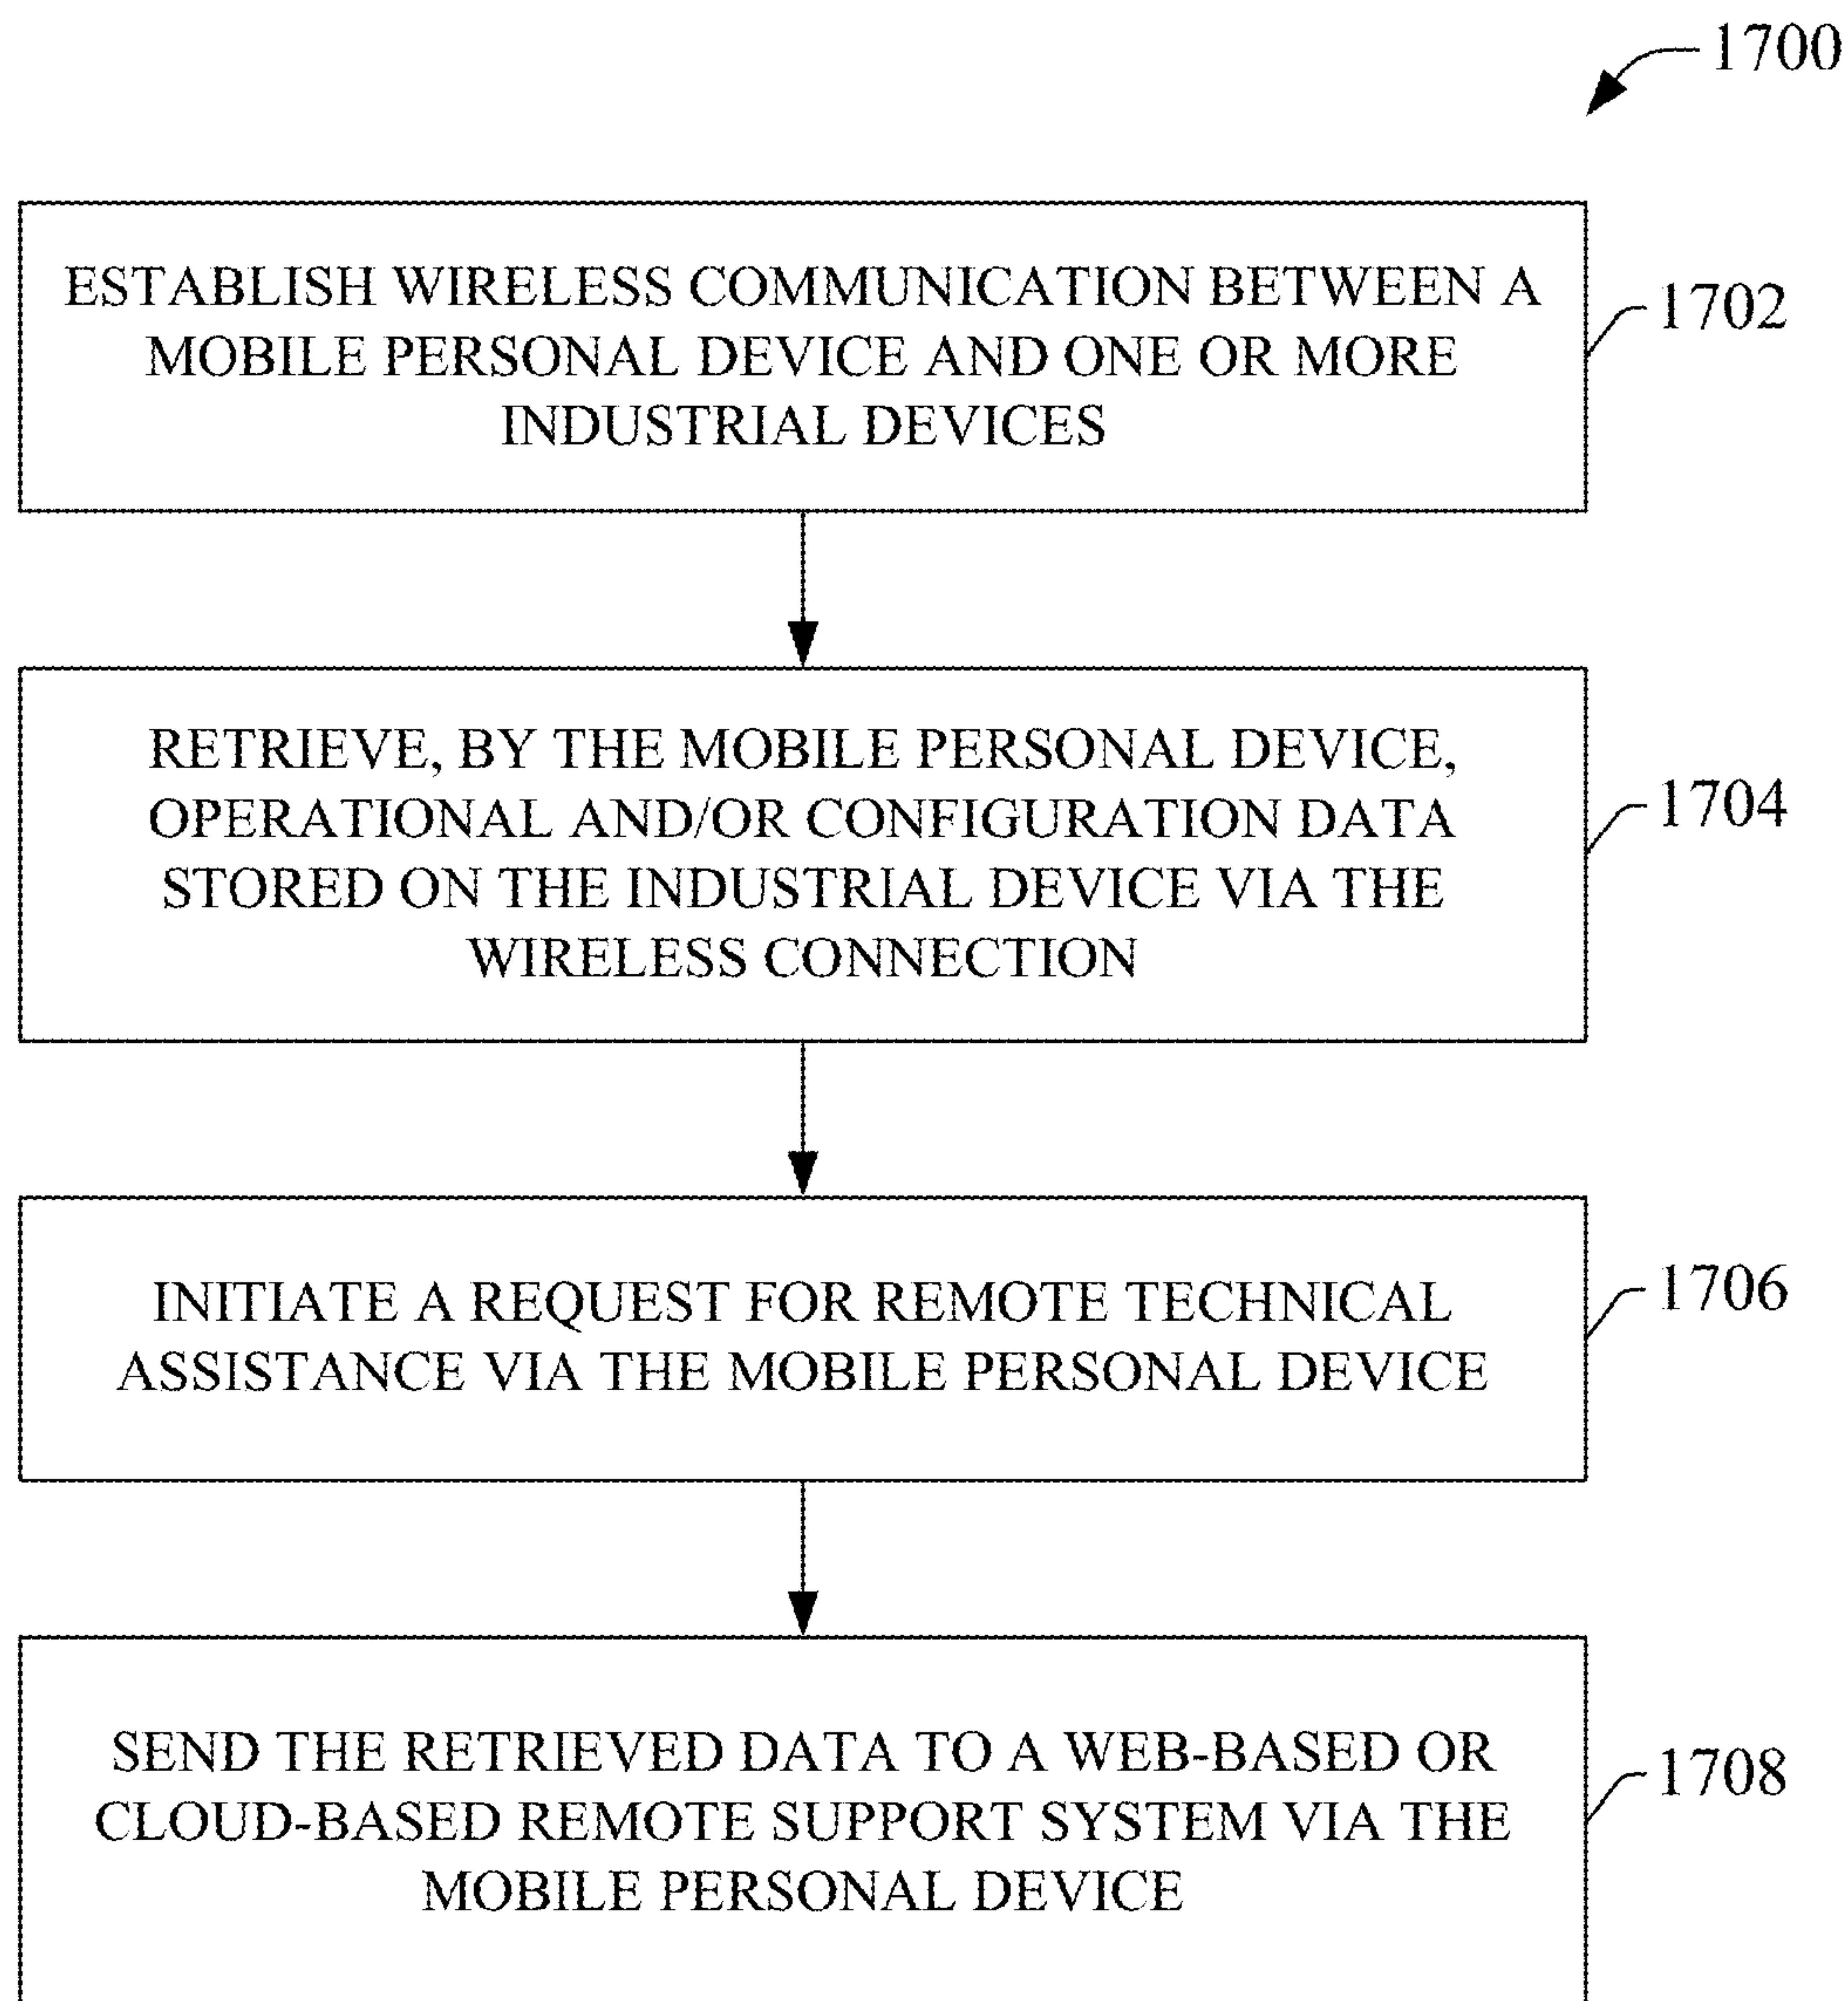 1700
ESTABLISH WIRELESS COMMUNICATION BETWEEN A
MOBILE PERSONAL DEVICE AND ONE OR MORE
INDUSTRIAL DEVICES
1702
RETRIEVE, BY THE MOBILE PERSONAL DEVICE,
OPERATIONAL AND/OR CONFIGURATION DATA
STORED ON THE INDUSTRIAL DEVICE VIA THE
WIRELESS CONNECTION
1704
INITIATE A REQUEST FOR REMOTE TECHNICAL
ASSISTANCE VIA THE MOBILE PERSONAL DEVICE
1706
SEND THE RETRIEVED DATA TO A WEB-BASED OR
CLOUD-BASED REMOTE SUPPORT SYSTEM VIA THE
MOBILE PERSONAL DEVICE
1708